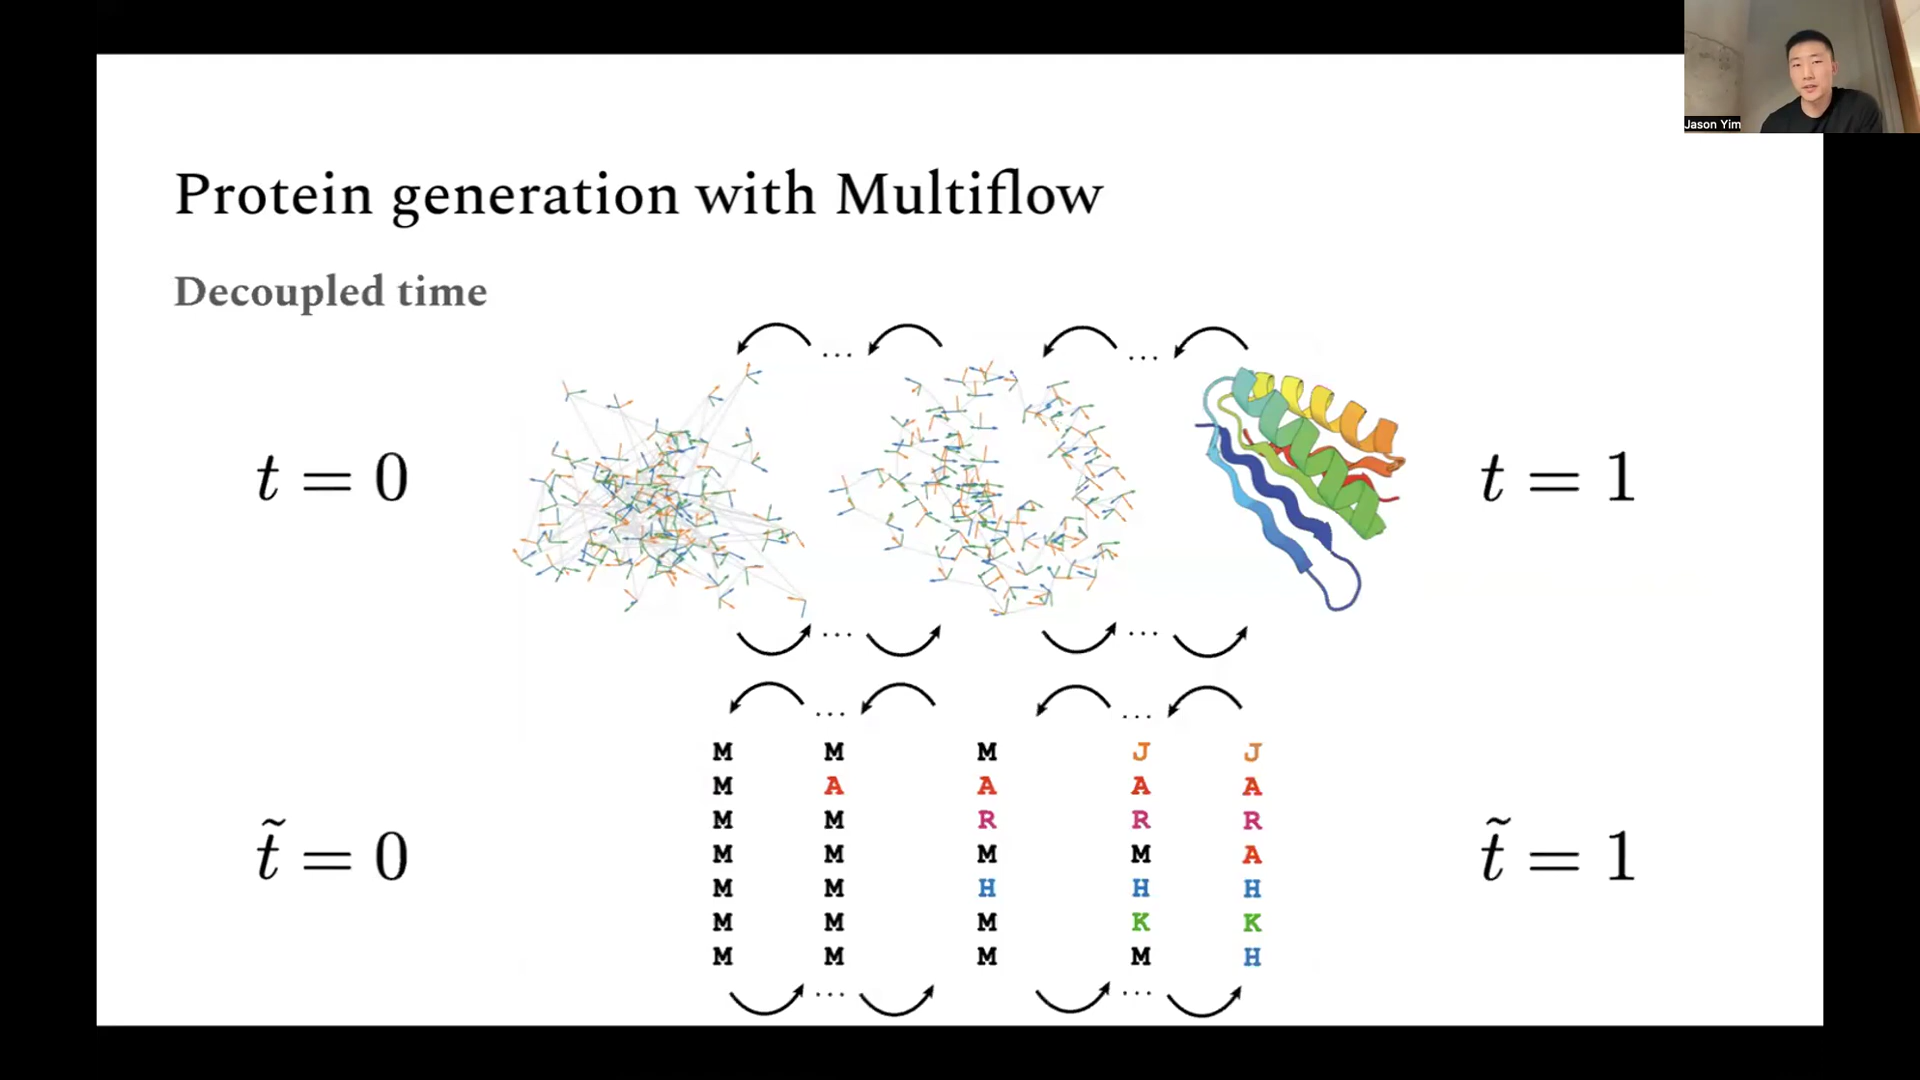 Jason Yim
Protein generation with Multiflow
Decoupled time
... ...
t = 0
t = 1
... ...
... ...
M M M J J
M A A A A
M M R R R
M M M M A
M M H H H
M M M K K
M M M M H
t̃ = 0
t̃ = 1
... ...